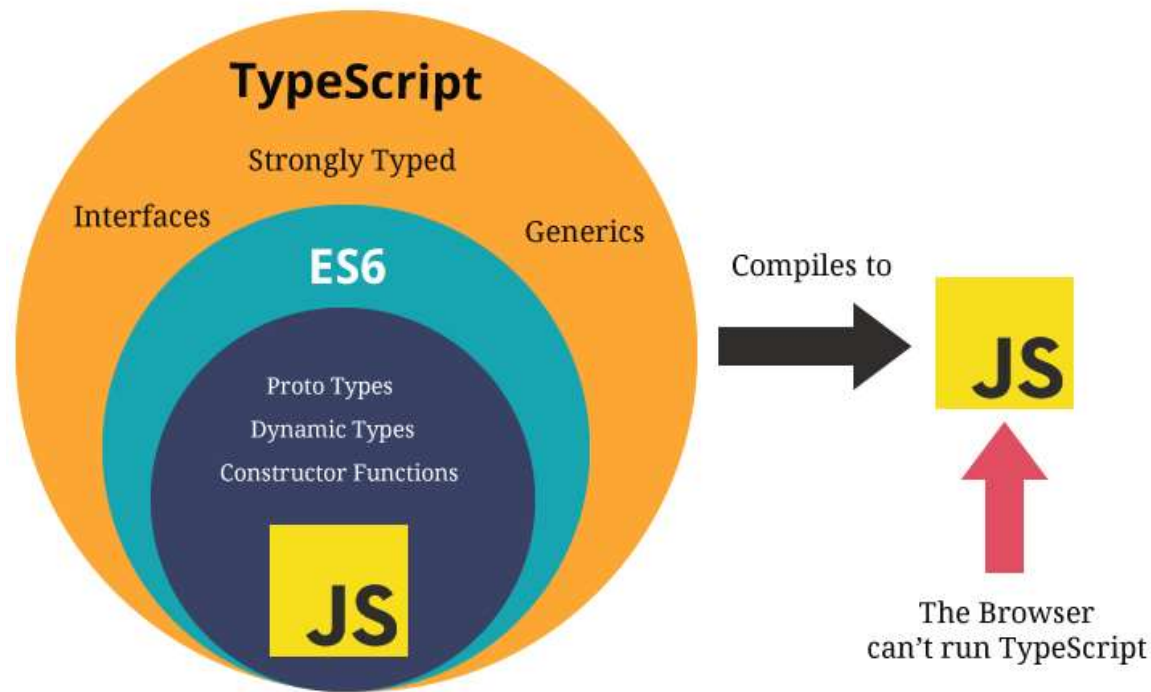 TypeScript
Strongly Typed
Interfaces
Generics
ES6
Proto Types
Dynamic Types
Constructor Functions
JS
Compiles to
JS
The Browser
can't run TypeScript